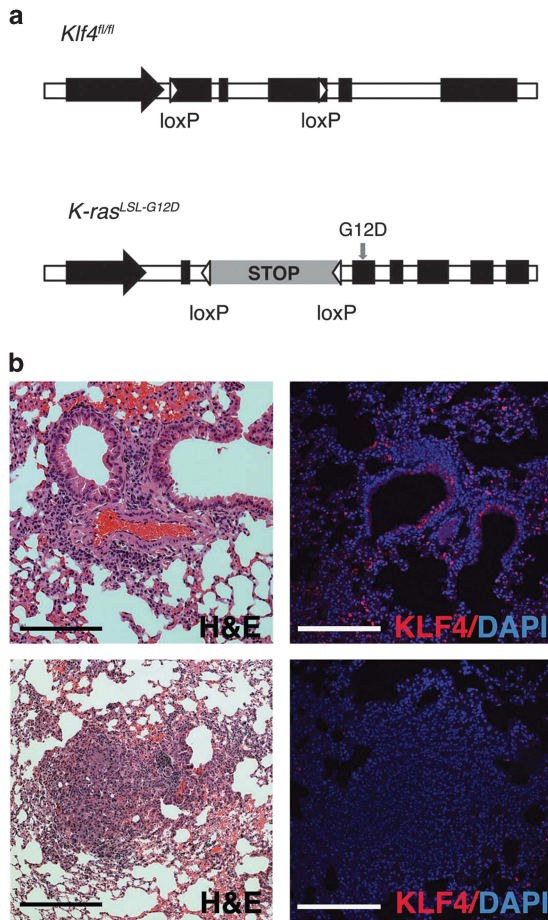 a
Klf4fl/fl
loxP loxP
K-rasLSL-G12D
G12D
STOP
loxP loxP
b
H&E
KLF4/DAPI
H&E
KLF4/DAPI